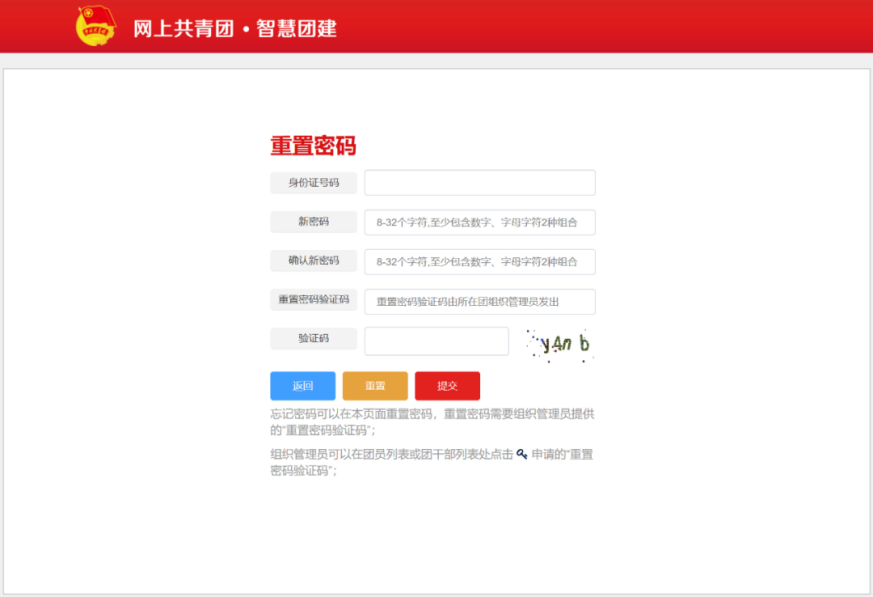 网上共青团·智慧团建
重置密码
身份证号码
新密码 8-32个字符,至少包含数字、字母字符2种组合
确认新密码 8-32个字符,至少包含数字、字母字符2种组合
重置密码验证码 重置密码验证码由所在团组织管理员发出
验证码 y4n b
返回 重置 提交
忘记密码可以在本页面重置密码，重置密码需要组织管理员提供
的“重置密码验证码”；
组织管理员可以在团员列表或团干部列表处点击 申请的“重置
密码验证码”；